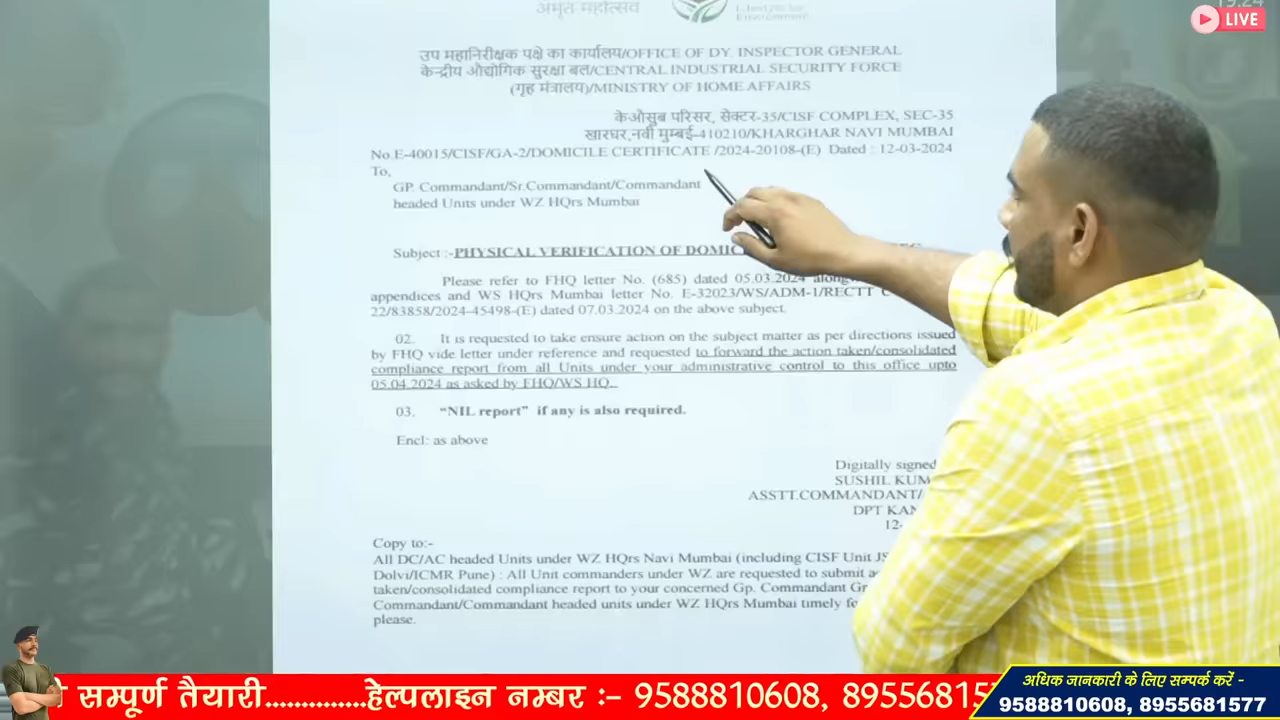 19:24
LIVE
अमृत महोत्सव
Environment
उप महानिरीक्षक पक्षे का कार्यालय/OFFICE OF DY. INSPECTOR GENERAL
केन्द्रीय औद्योगिक सुरक्षा बल/CENTRAL INDUSTRIAL SECURITY FORCE
(गृह मंत्रालय)/MINISTRY OF HOME AFFAIRS
केऔसुब परिसर, सेक्टर-35/CISF COMPLEX, SEC-35
खारघर,नवी मुम्बई-410210/KHARGHAR NAVI MUMBAI
No.E-40015/CISF/GA-2/DOMICILE CERTIFICATE /2024-20108-(E) Dated : 12-03-2024
To,
GP. Commandant/Sr.Commandant/Commandant
headed Units under WZ HQrs Mumbai
Subject :-PHYSICAL VERIFICATION OF
Please refer to FHQ letter No. (685) dated 05.03.2024
appendices and WS HQrs Mumbai letter No. E-32023/WS/ADM-1/RECTT
22/83858/2024-45498-(E) dated 07.03.2024 on the above subject.
02. It is requested to take ensure action on the subject matter as per directions issued
by FHQ vide letter under reference and requested to forward the action taken/consolidated
compliance report from all Units under your administrative control to this office upto
05.04.2024 as asked by FHQ/WS HQ.
03. “NIL report” if any is also required.
Encl: as above
Digitally signed
SUSHIL
ASSTT.COMMANDANT/
DPT
12-
Copy to:-
All DC/AC headed Units under WZ HQrs Navi Mumbai (including CISF Unit
Dolvi/ICMR Pune) : All Unit commanders under WZ are requested to submit
taken/consolidated compliance report to your concerned Gp. Commandant
Commandant/Commandant headed units under WZ HQrs Mumbai timely
please.
सम्पूर्ण तैयारी..............हेल्पलाइन नम्बर :- 9588810608,
अधिक जानकारी के लिए सम्पर्क करें -
9588810608, 8955681577